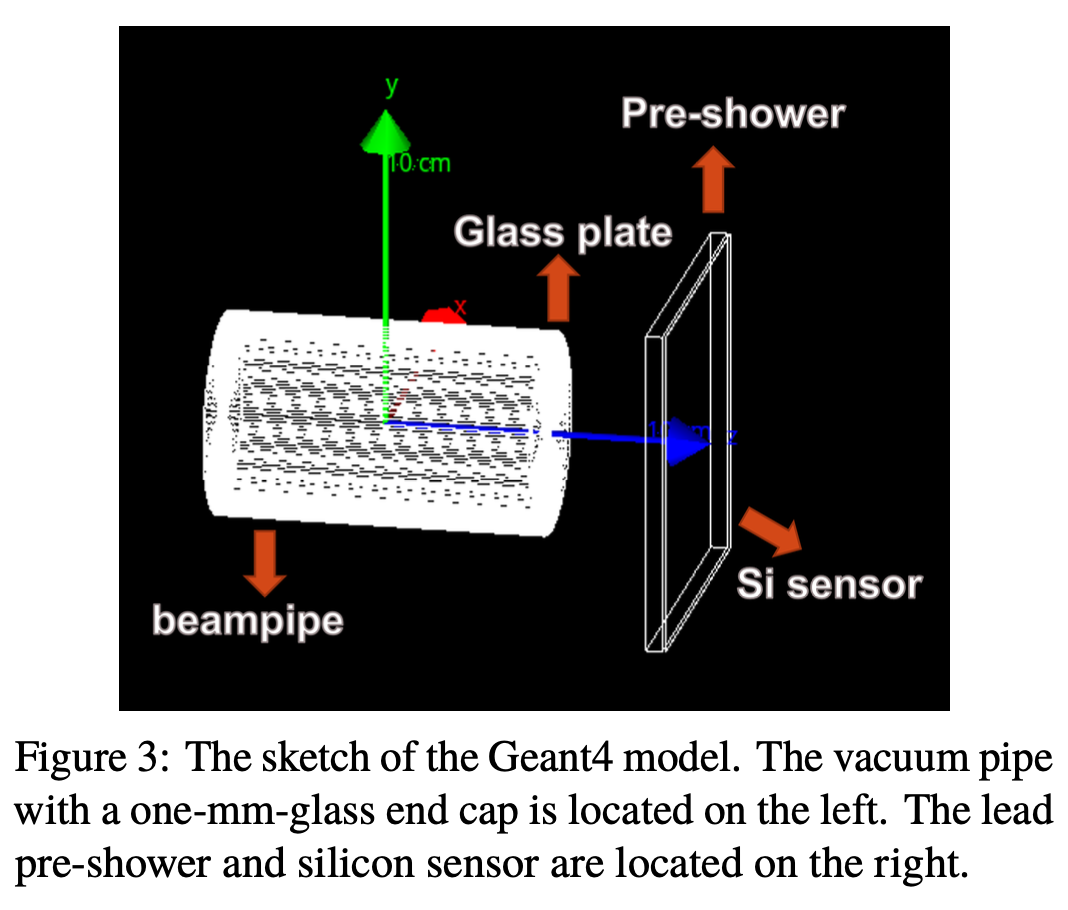 y
10 cm
Pre-shower
Glass plate
x
z
Si sensor
beampipe
Figure 3: The sketch of the Geant4 model. The vacuum pipe
with a one-mm-glass end cap is located on the left. The lead
pre-shower and silicon sensor are located on the right.